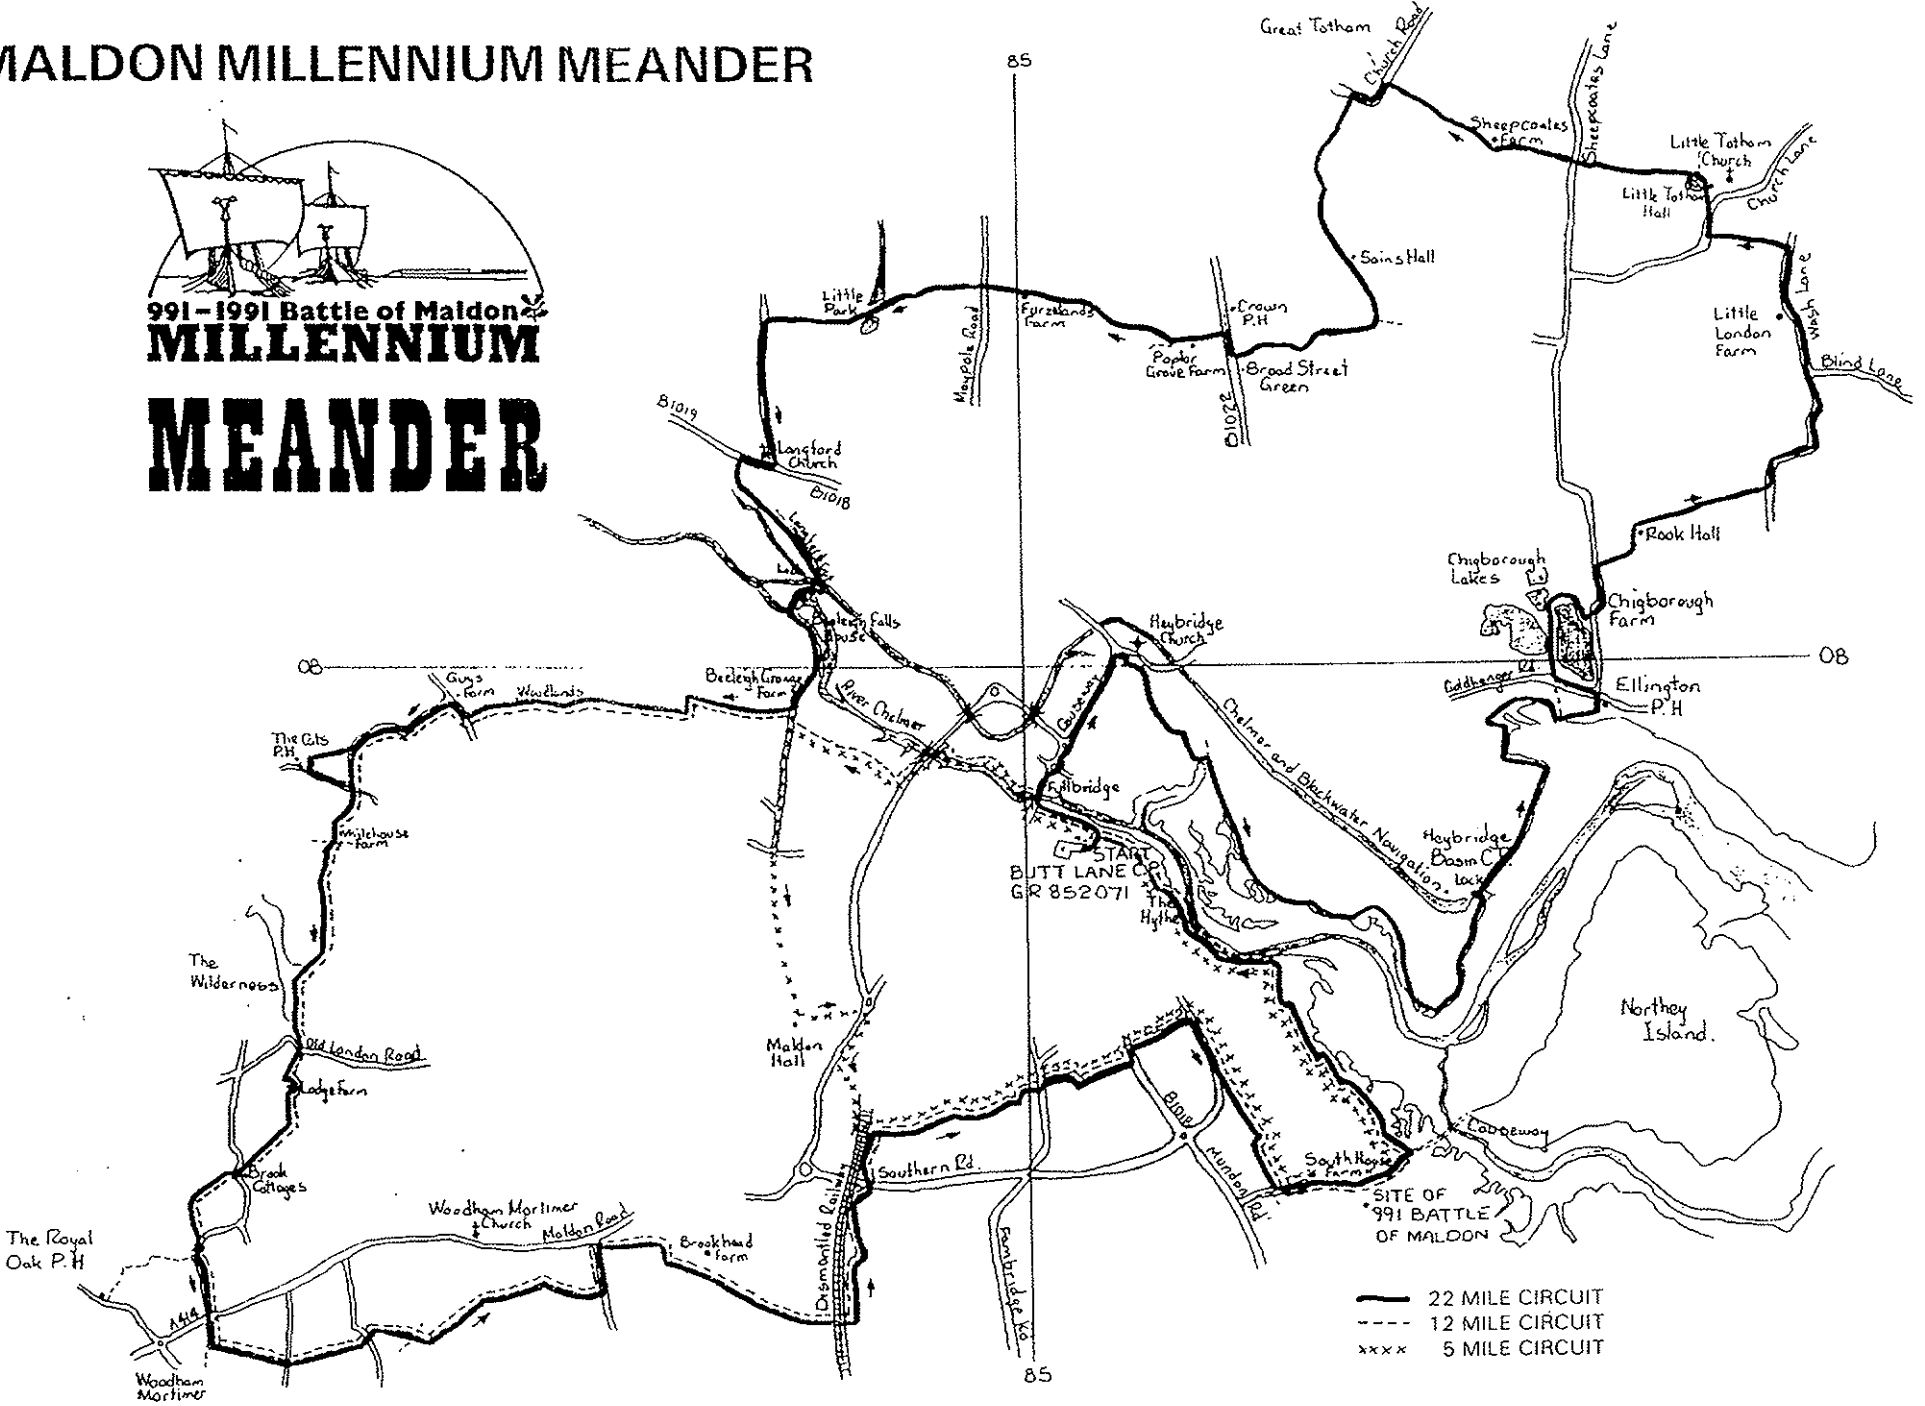 MALDON MILLENNIUM MEANDER
991–1991 Battle of Maldon
MILLENNIUM
MEANDER
85
Great Totham
Church Road
Sheepcoates Lane
Sheepcoates
Farm
Little Totham
Church
Church Lane
Little Totham
Hall
Wash Lane
Little
London
Farm
Blind Lane
Sains Hall
Crown
P.H
Broad Street
Green
B1022
Poplar
Grove Farm
Furzelands
Farm
Maypole Road
Little
Park
B1019
Langford
Church
B1018
Rook Hall
Chigborough
Lakes
Chigborough
Farm
Goldhanger Rd
Ellington
P.H
08
08
Heybridge
Church
Falls
House
Beeleigh Grange
Farm
River Chelmer
Causeway
Fullbridge
Chelmer and Blackwater Navigation
Heybridge
Basin C.P.
Lock
START
BUTT LANE C.P.
GR 852071
The
Hythe
Guys
Farm
Woodlands
The Cats
P.H
Milehouse
Farm
The
Wilderness
Old London Road
Lodge Farm
Brook
Cottages
Maldon
Hall
Northey
Island.
Causeway
South House
Farm
SITE OF
991 BATTLE
OF MALDON
B1018
Mundon Rd
Southern Rd.
Fambridge Rd
Dismantled Railway
Woodham Mortimer
Church
Maldon Road
Brookhead
Farm
The Royal
Oak P.H
A414
Woodham
Mortimer
85
22 MILE CIRCUIT
12 MILE CIRCUIT
xxxx 5 MILE CIRCUIT